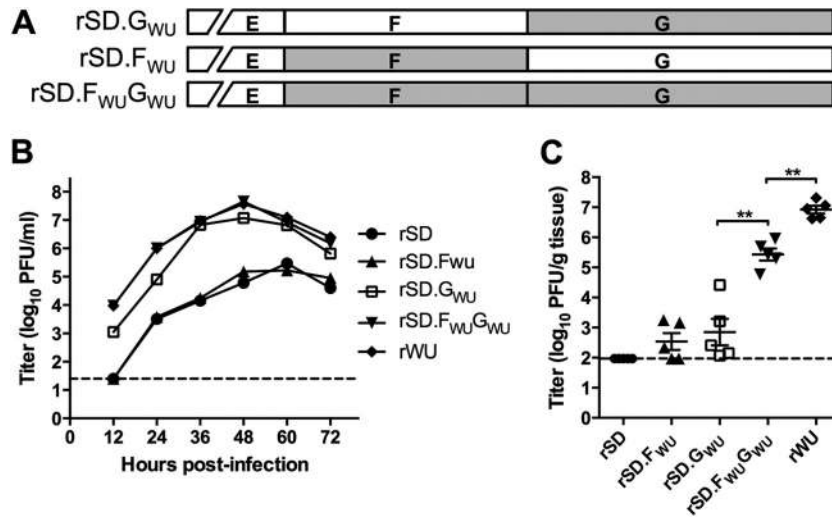 A
rSD.GWU E F G
rSD.FWU E F G
rSD.FWUGWU E F G
B
Titer (log10 PFU/ml)
8
7
6
5
4
3
2
1
0
0 12 24 36 48 60 72
Hours post-infection
rSD
rSD.Fwu
rSD.GWU
rSD.FWUGWU
rWU
C
Titer (log10 PFU/g tissue)
8
7
6
5
4
3
2
1
0
** **
rSD
rSD.FWU
rSD.GWU
rSD.FWUGWU
rWU